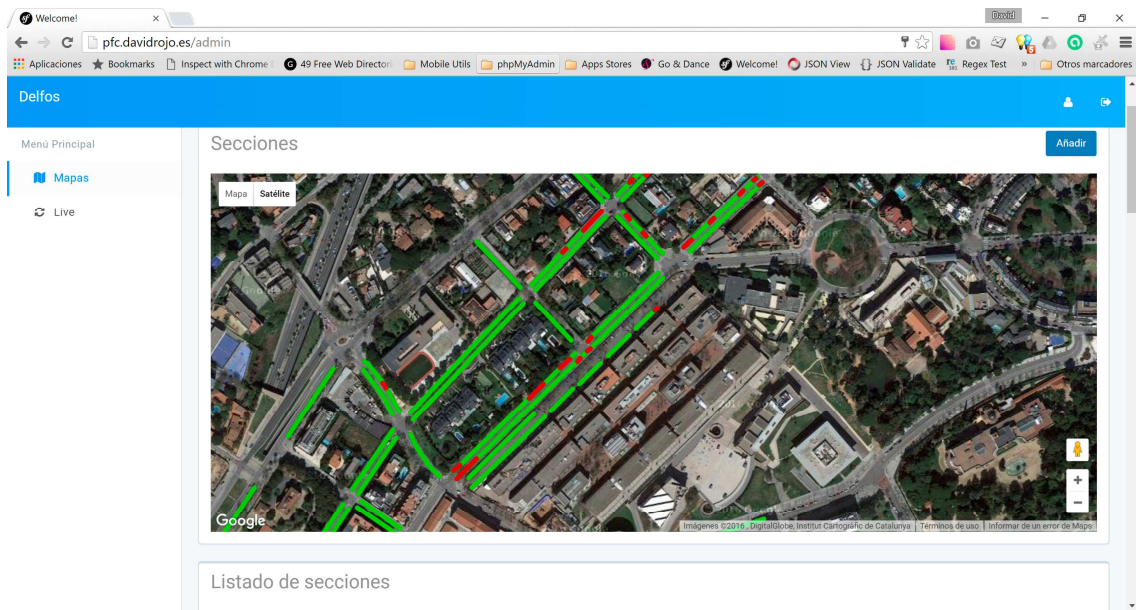 Welcome!
David
pfc.davidrojo.es/admin
Aplicaciones
Bookmarks
Inspect with Chrome
49 Free Web Director
Mobile Utils
phpMyAdmin
Apps Stores
Go & Dance
Welcome!
JSON View
JSON Validate
Regex Test
»
Otros marcadores
Delfos
Menú Principal
Mapas
Live
Secciones
Añadir
Mapa
Satélite
Google
Imágenes ©2016 , DigitalGlobe, Institut Cartogràfic de Catalunya
Términos de uso
Informar de un error de Maps
Listado de secciones